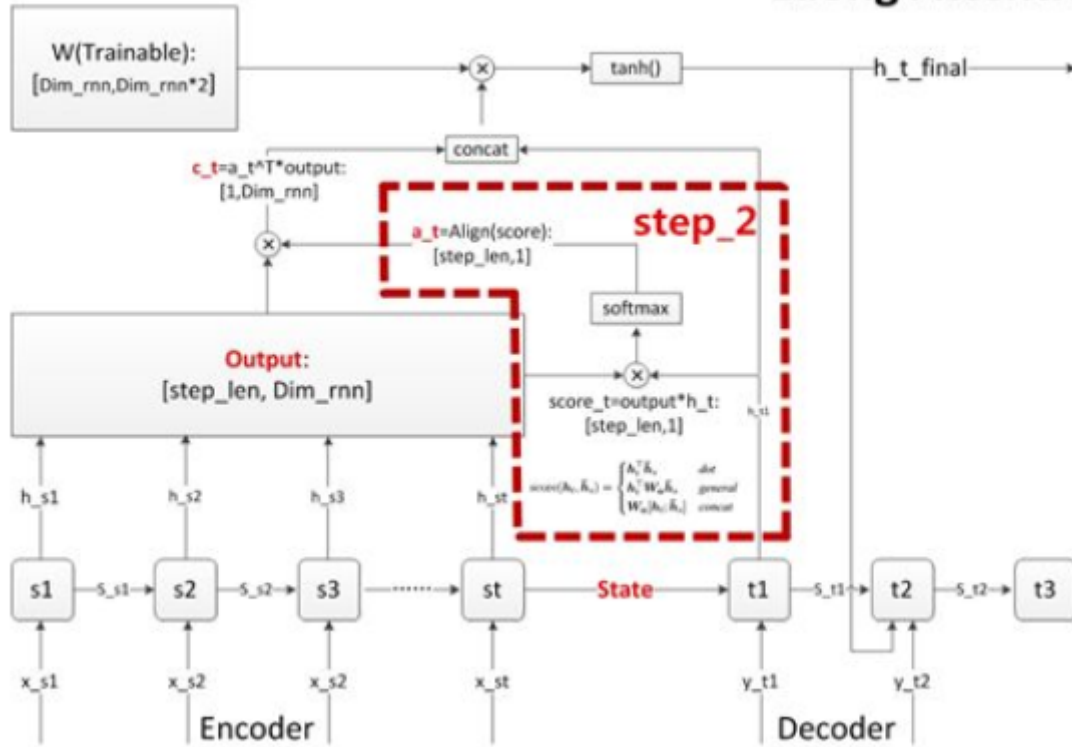 W(Trainable):
[Dim_rnn,Dim_rnn*2]
tanh()
h_t_final
concat
c_t=a_t^T*output:
[1,Dim_rnn]
step_2
a_t=Align(score):
[step_len,1]
softmax
Output:
[step_len, Dim_rnn]
score_t=output*h_t:
[step_len,1]
h_t1
dot
general
concat
h_s1
h_s2
h_s3
h_st
s1
S_s1
s2
S_s2
s3
......
st
State
t1
S_t1
t2
S_t2
t3
x_s1
x_s2
x_s2
x_st
y_t1
y_t2
Encoder
Decoder